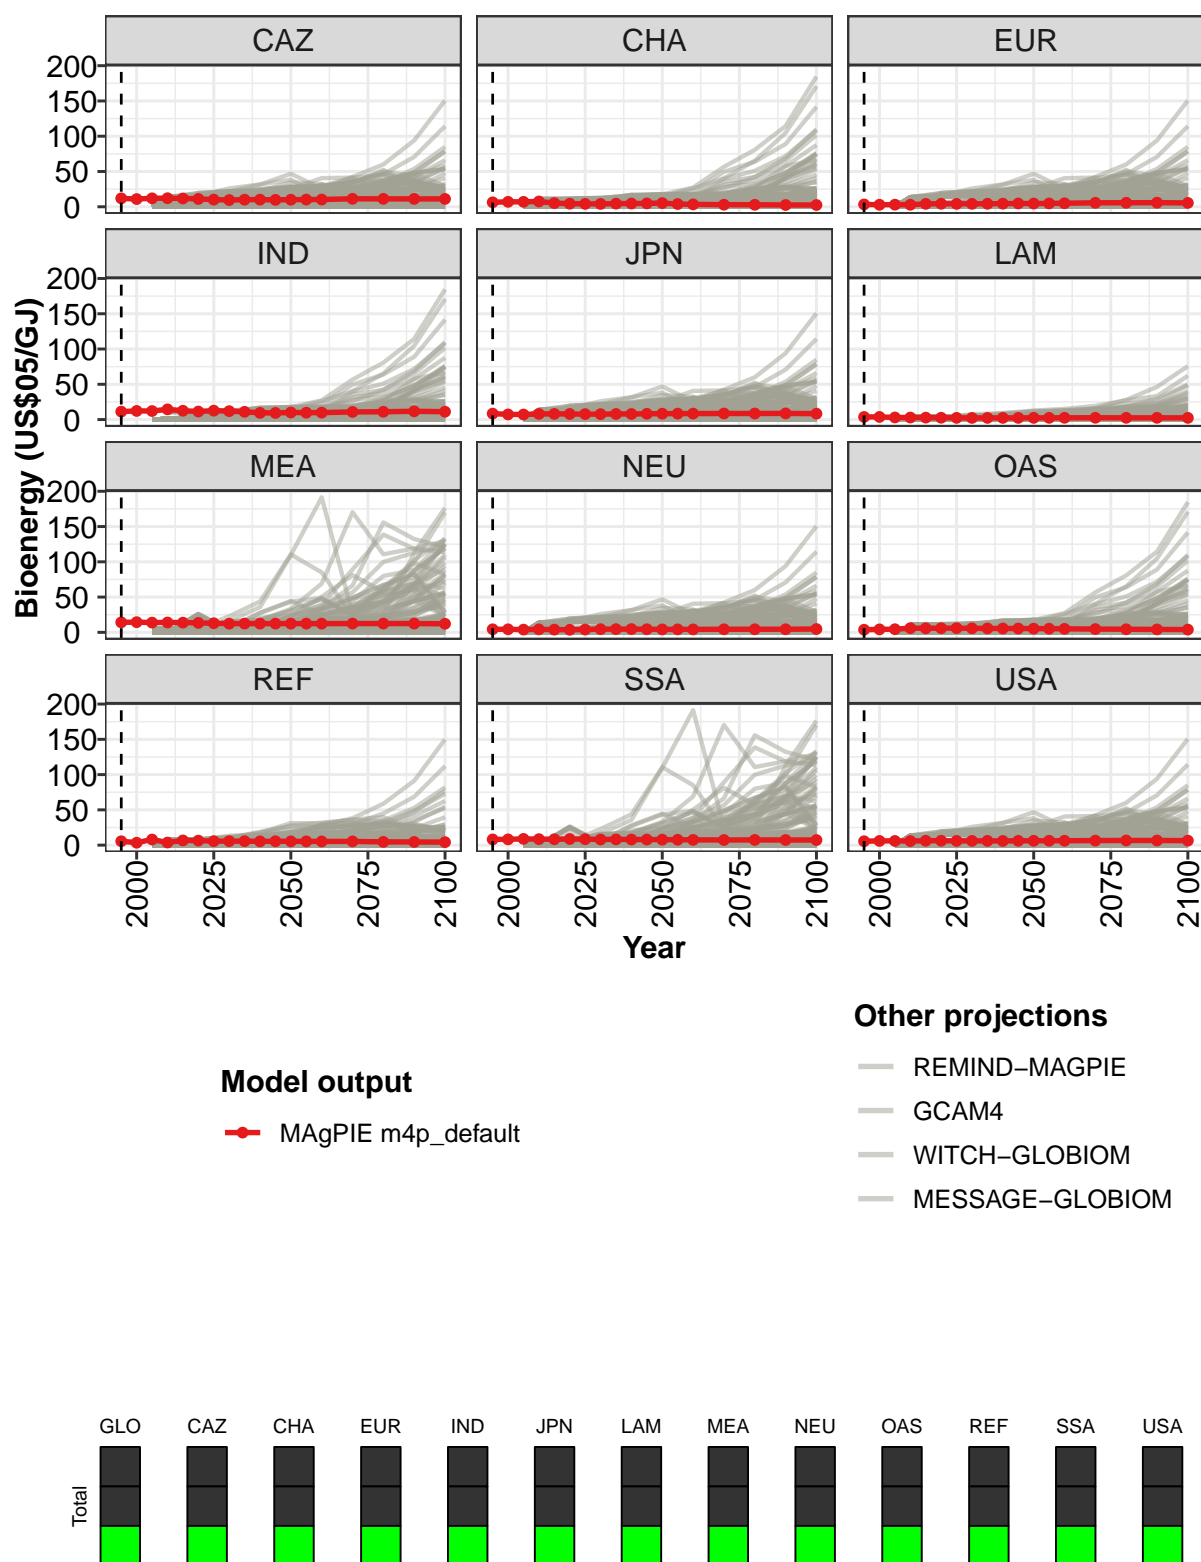 CAZ CHA EUR
200
150
100
50
0
IND JPN LAM
200
150
100
50
0
MEA NEU OAS
200
150
100
50
0
REF SSA USA
200
150
100
50
0
Bioenergy (US$05/GJ)
2000 2025 2050 2075 2100 2000 2025 2050 2075 2100 2000 2025 2050 2075 2100
Year
Model output
MAgPIE m4p_default
Other projections
REMIND−MAGPIE
GCAM4
WITCH−GLOBIOM
MESSAGE−GLOBIOM
GLO CAZ CHA EUR IND JPN LAM MEA NEU OAS REF SSA USA
Total